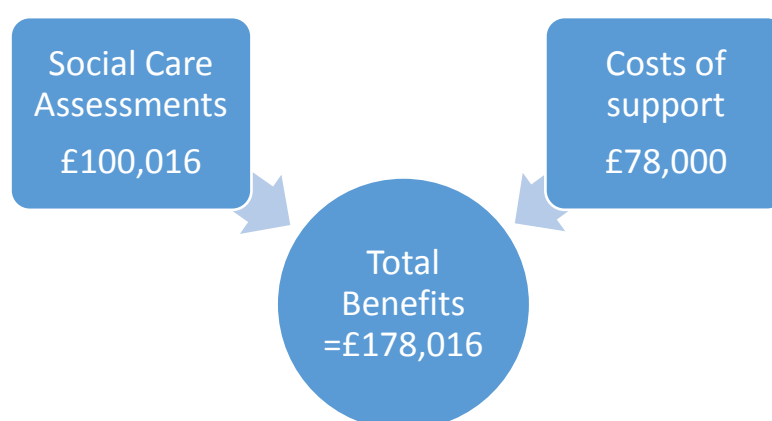 Social Care
Assessments
£100,016
Costs of
support
£78,000
Total
Benefits
=£178,016